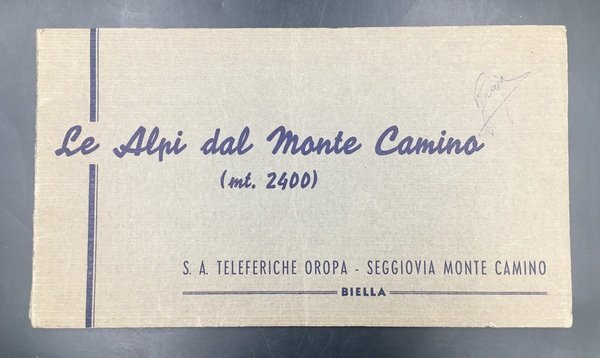 Le Alpi dal Monte Camino
(mt. 2400)
S. A. TELEFERICHE OROPA - SEGGIOVIA MONTE CAMINO
BIELLA